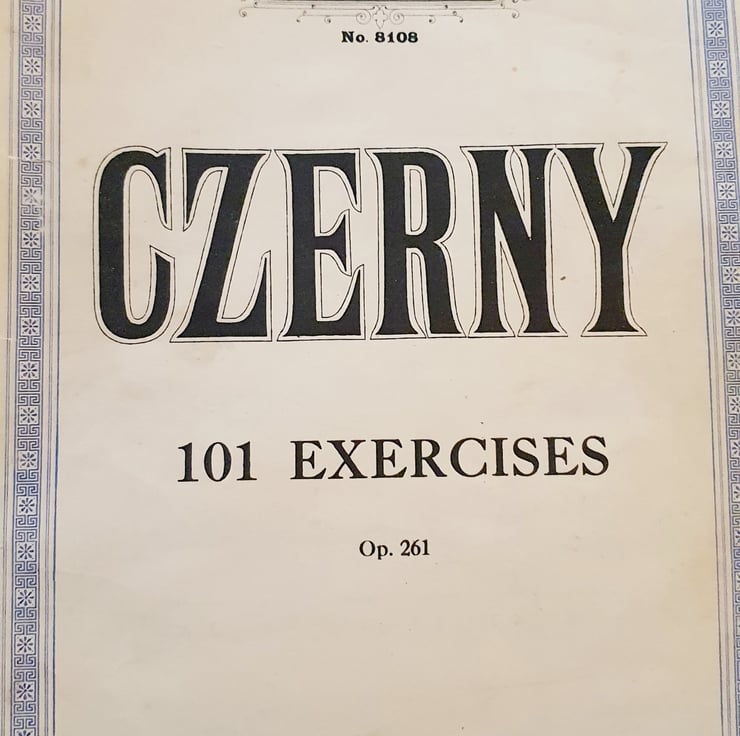 No. 8108
CZERNY
101 EXERCISES
Op. 261